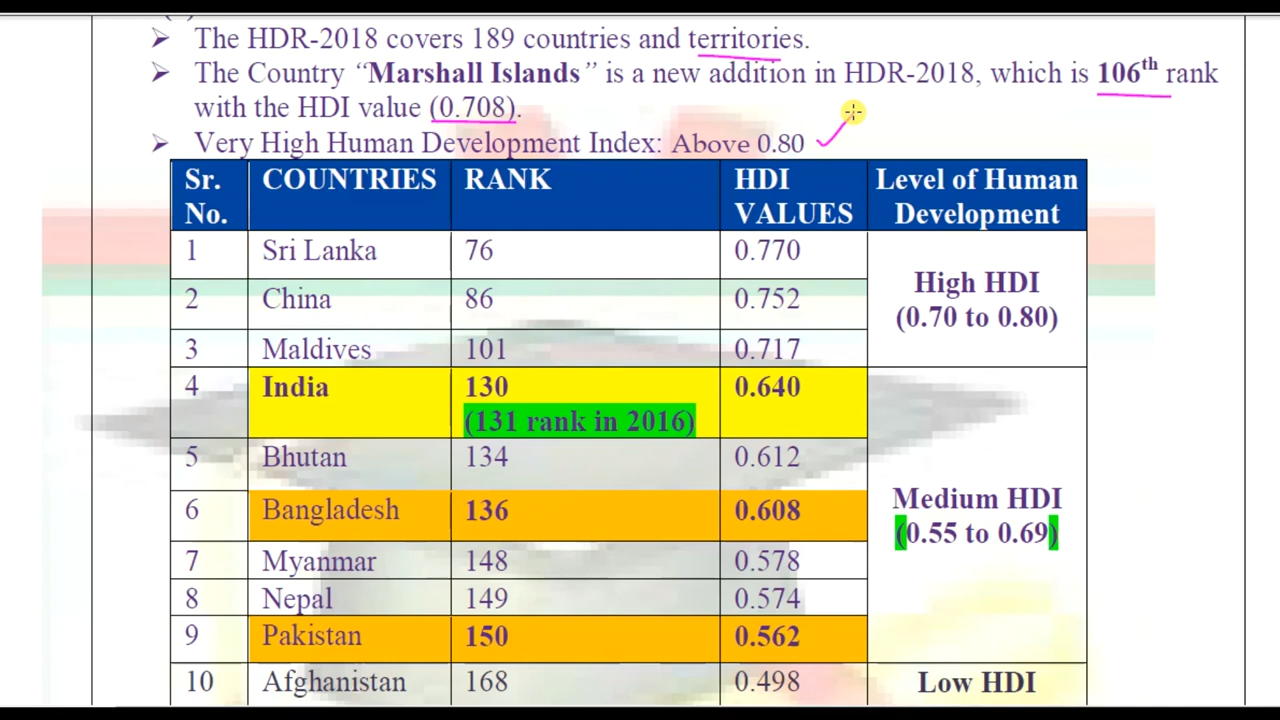 ➢ The HDR-2018 covers 189 countries and territories.
➢ The Country “Marshall Islands” is a new addition in HDR-2018, which is 106th rank
with the HDI value (0.708).
➢ Very High Human Development Index: Above 0.80
Sr. No. COUNTRIES RANK HDI VALUES Level of Human Development
1 Sri Lanka 76 0.770 High HDI (0.70 to 0.80)
2 China 86 0.752
3 Maldives 101 0.717
4 India 130 (131 rank in 2016) 0.640 Medium HDI (0.55 to 0.69)
5 Bhutan 134 0.612
6 Bangladesh 136 0.608
7 Myanmar 148 0.578
8 Nepal 149 0.574
9 Pakistan 150 0.562
10 Afghanistan 168 0.498 Low HDI